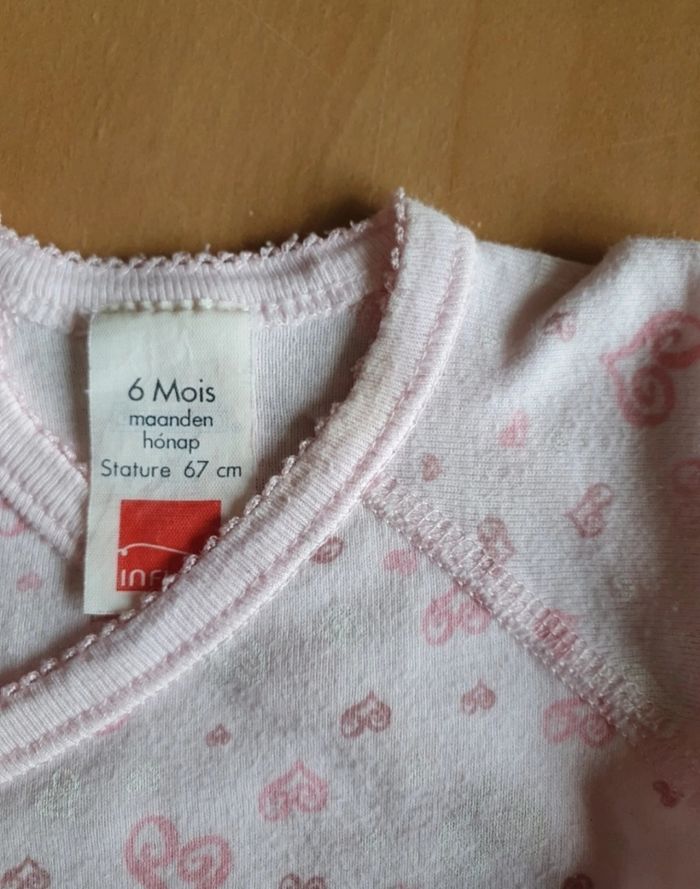 6 Mois
maanden
hónap
Stature 67 cm